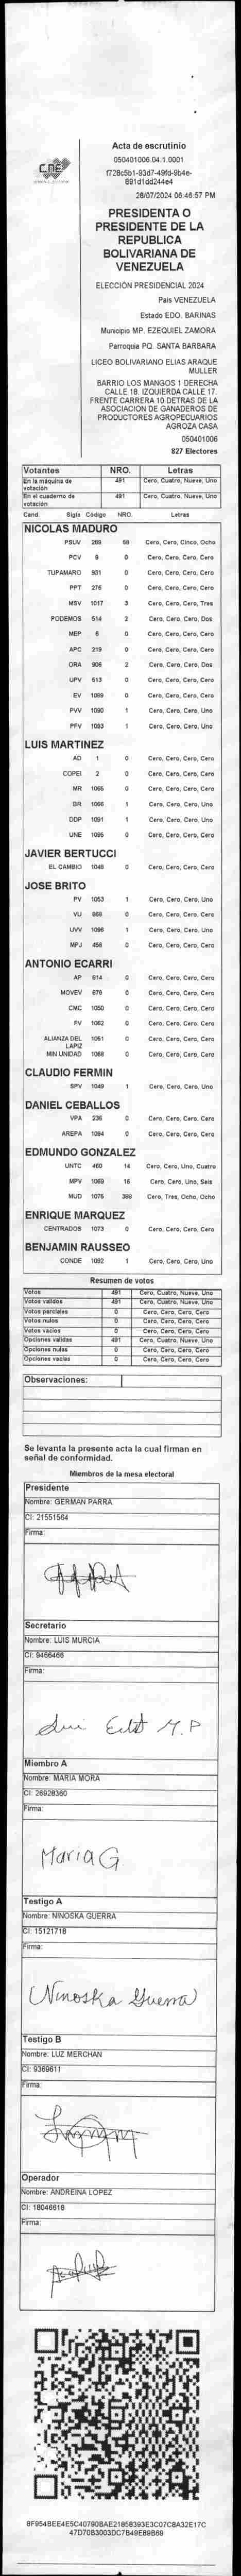 CNE
Acta de escrutinio
050401006.04.1.0001
f728c5b1-93d7-49fd-9b4e-
891d1dd244e4
28/07/2024 06:46:57 PM
PRESIDENTA O
PRESIDENTE DE LA
REPUBLICA
BOLIVARIANA DE
VENEZUELA
ELECCIÓN PRESIDENCIAL 2024
Pais VENEZUELA
Estado EDO. BARINAS
Municipio MP. EZEQUIEL ZAMORA
Parroquia PQ. SANTA BARBARA
LICEO BOLIVARIANO ELIAS ARAQUE
MULLER
BARRIO LOS MANGOS 1 DERECHA
CALLE 18. IZQUIERDA CALLE 17.
FRENTE CARRERA 10 DETRAS DE LA
ASOCIACION DE GANADEROS DE
PRODUCTORES AGROPECUARIOS
AGROZA CASA
050401006
827 Electores
Votantes NRO. Letras
En la máquina de votación 491 Cero, Cuatro, Nueve, Uno
En el cuaderno de votación 491 Cero, Cuatro, Nueve, Uno
Cand. Sigla Código NRO. Letras
NICOLAS MADURO
PSUV 269 58 Cero, Cero, Cinco, Ocho
PCV 9 0 Cero, Cero, Cero, Cero
TUPAMARO 931 0 Cero, Cero, Cero, Cero
PPT 275 0 Cero, Cero, Cero, Cero
MSV 1017 3 Cero, Cero, Cero, Tres
PODEMOS 514 2 Cero, Cero, Cero, Dos
MEP 6 0 Cero, Cero, Cero, Cero
APC 219 0 Cero, Cero, Cero, Cero
ORA 906 2 Cero, Cero, Cero, Dos
UPV 613 0 Cero, Cero, Cero, Cero
EV 1089 0 Cero, Cero, Cero, Cero
PVV 1090 1 Cero, Cero, Cero, Uno
PFV 1093 1 Cero, Cero, Cero, Uno
LUIS MARTINEZ
AD 1 0 Cero, Cero, Cero, Cero
COPEI 2 0 Cero, Cero, Cero, Cero
MR 1065 0 Cero, Cero, Cero, Cero
BR 1066 1 Cero, Cero, Cero, Uno
DDP 1091 1 Cero, Cero, Cero, Uno
UNE 1095 0 Cero, Cero, Cero, Cero
JAVIER BERTUCCI
EL CAMBIO 1048 0 Cero, Cero, Cero, Cero
JOSE BRITO
PV 1053 1 Cero, Cero, Cero, Uno
VU 869 0 Cero, Cero, Cero, Cero
UVV 1096 1 Cero, Cero, Cero, Uno
MPJ 458 0 Cero, Cero, Cero, Cero
ANTONIO ECARRI
AP 914 0 Cero, Cero, Cero, Cero
MOVEV 879 0 Cero, Cero, Cero, Cero
CMC 1050 0 Cero, Cero, Cero, Cero
FV 1062 0 Cero, Cero, Cero, Cero
ALIANZA DEL LAPIZ 1051 0 Cero, Cero, Cero, Cero
MIN UNIDAD 1068 0 Cero, Cero, Cero, Cero
CLAUDIO FERMIN
SPV 1049 1 Cero, Cero, Cero, Uno
DANIEL CEBALLOS
VPA 236 0 Cero, Cero, Cero, Cero
AREPA 1094 0 Cero, Cero, Cero, Cero
EDMUNDO GONZALEZ
UNTC 460 14 Cero, Cero, Uno, Cuatro
MPV 1069 16 Cero, Cero, Uno, Seis
MUD 1075 388 Cero, Tres, Ocho, Ocho
ENRIQUE MARQUEZ
CENTRADOS 1073 0 Cero, Cero, Cero, Cero
BENJAMIN RAUSSEO
CONDE 1092 1 Cero, Cero, Cero, Uno
Resumen de votos
Votos 491 Cero, Cuatro, Nueve, Uno
Votos validos 491 Cero, Cuatro, Nueve, Uno
Votos parciales 0 Cero, Cero, Cero, Cero
Votos nulos 0 Cero, Cero, Cero, Cero
Votos vacios 0 Cero, Cero, Cero, Cero
Opciones validas 491 Cero, Cuatro, Nueve, Uno
Opciones nulas 0 Cero, Cero, Cero, Cero
Opciones vacias 0 Cero, Cero, Cero, Cero
Observaciones:
Se levanta la presente acta la cual firman en
señal de conformidad.
Miembros de la mesa electoral
Presidente
Nombre: GERMAN PARRA
CI: 21551564
Firma:
Secretario
Nombre: LUIS MURCIA
CI: 9466466
Firma:
M.P
Miembro A
Nombre: MARIA MORA
CI: 26928360
Firma:
Maria G
Testigo A
Nombre: NINOSKA GUERRA
CI: 15121718
Firma:
Ninoska Guerra
Testigo B
Nombre: LUZ MERCHAN
CI: 9369611
Firma:
Operador
Nombre: ANDREINA LOPEZ
CI: 18046618
Firma:
8F954BEE4E5C40790BAE21858393E3C07C8A32E17C
47D70B3003DC7B49E89B69